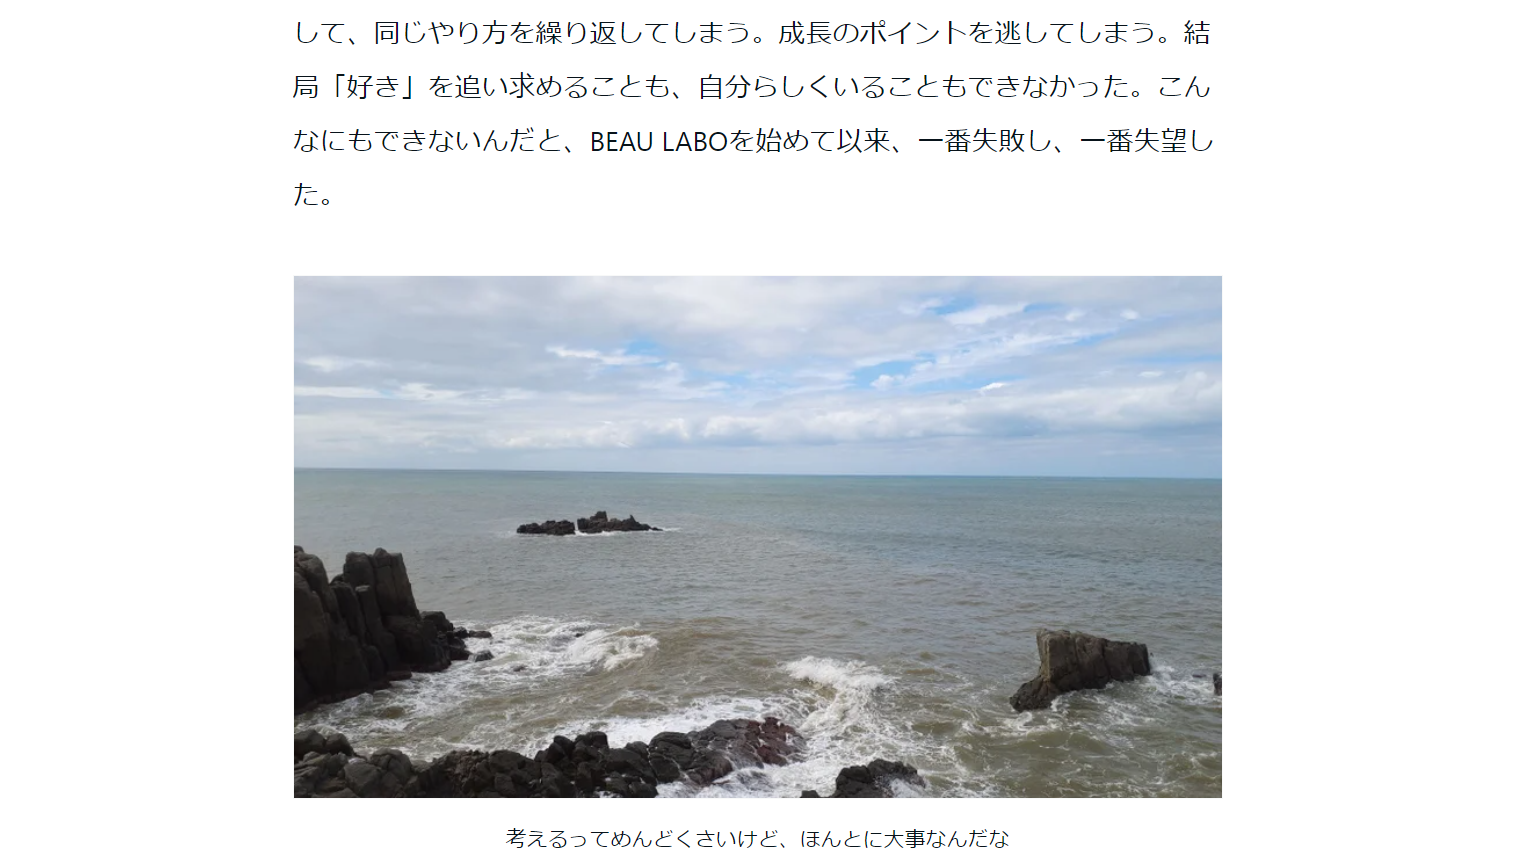 して、同じやり方を繰り返してしまう。成長のポイントを逃してしまう。結
局「好き」を追い求めることも、自分らしくいることもできなかった。こん
なにもできないんだと、BEAU LABOを始めて以来、一番失敗し、一番失望し
た。
考えるってめんどくさいけど、ほんとに大事なんだな